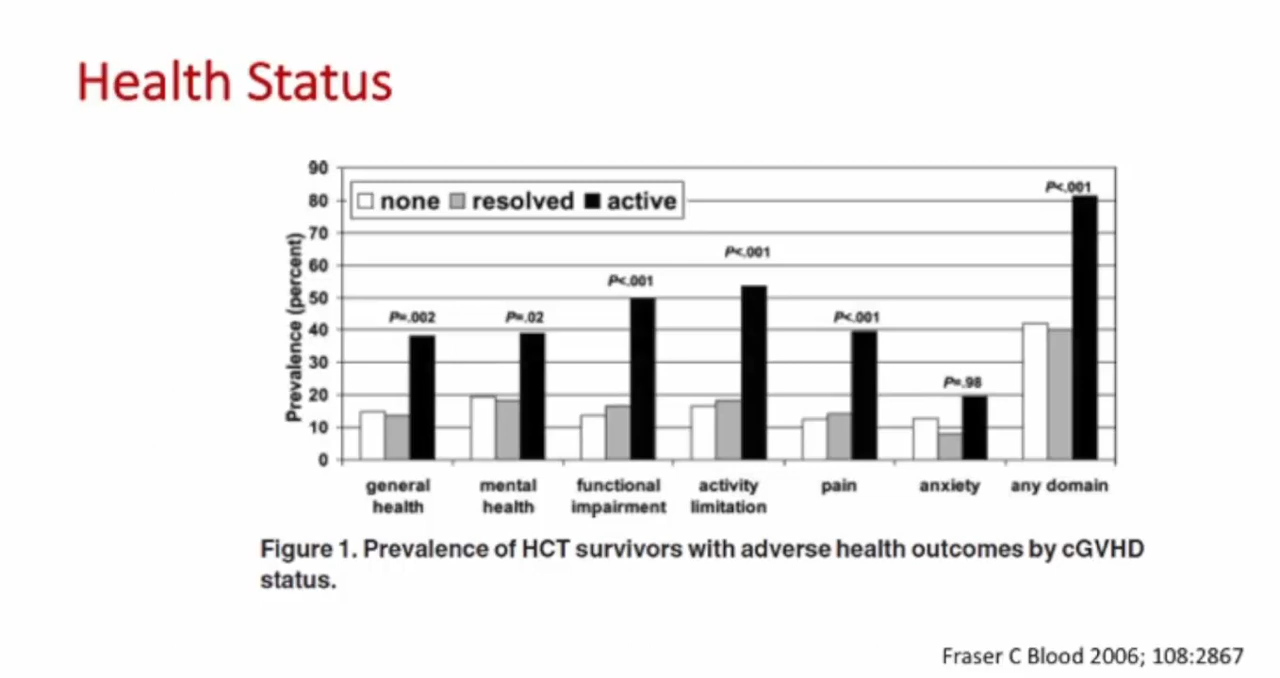 Health Status
90
80
70
60
50
40
30
20
10
0
Prevalence (percent)
none resolved active
P=.002
P=.02
P<.001
P<.001
P<.001
P=.98
P<.001
general health
mental health
functional impairment
activity limitation
pain
anxiety
any domain
Figure 1. Prevalence of HCT survivors with adverse health outcomes by cGVHD
status.
Fraser C Blood 2006; 108:2867